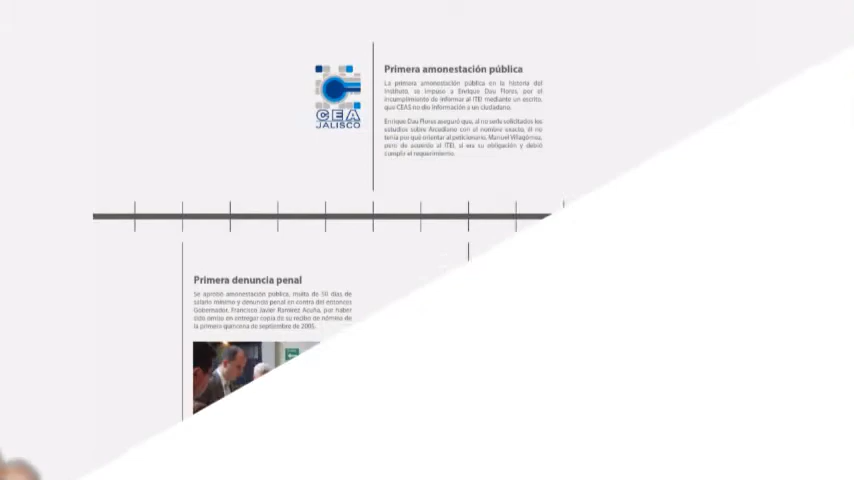 CEA
JALISCO
Primera amonestación pública
La primera amonestación pública en la historia del
Instituto, se impuso a Enrique Dau Flores, por el
incumplimiento de informar al ITEI mediante un escrito,
que CEAS no dio información a un ciudadano.
Enrique Dau Flores aseguró que, al no serle solicitados los
estudios sobre Arcediano con el nombre exacto, él no
tenía por qué orientar al peticionario, Manuel Villagómez,
pero de acuerdo al ITEI, sí era su obligación y debió
cumplir el requerimiento.
Primera denuncia penal
Se aprobó amonestación pública, multa de 50 días de
salario mínimo y denuncia penal en contra del entonces
Gobernador, Francisco Javier Ramírez Acuña, por haber
sido omiso en entregar copia de su recibo de nómina de
la primera quincena de septiembre de 2005.